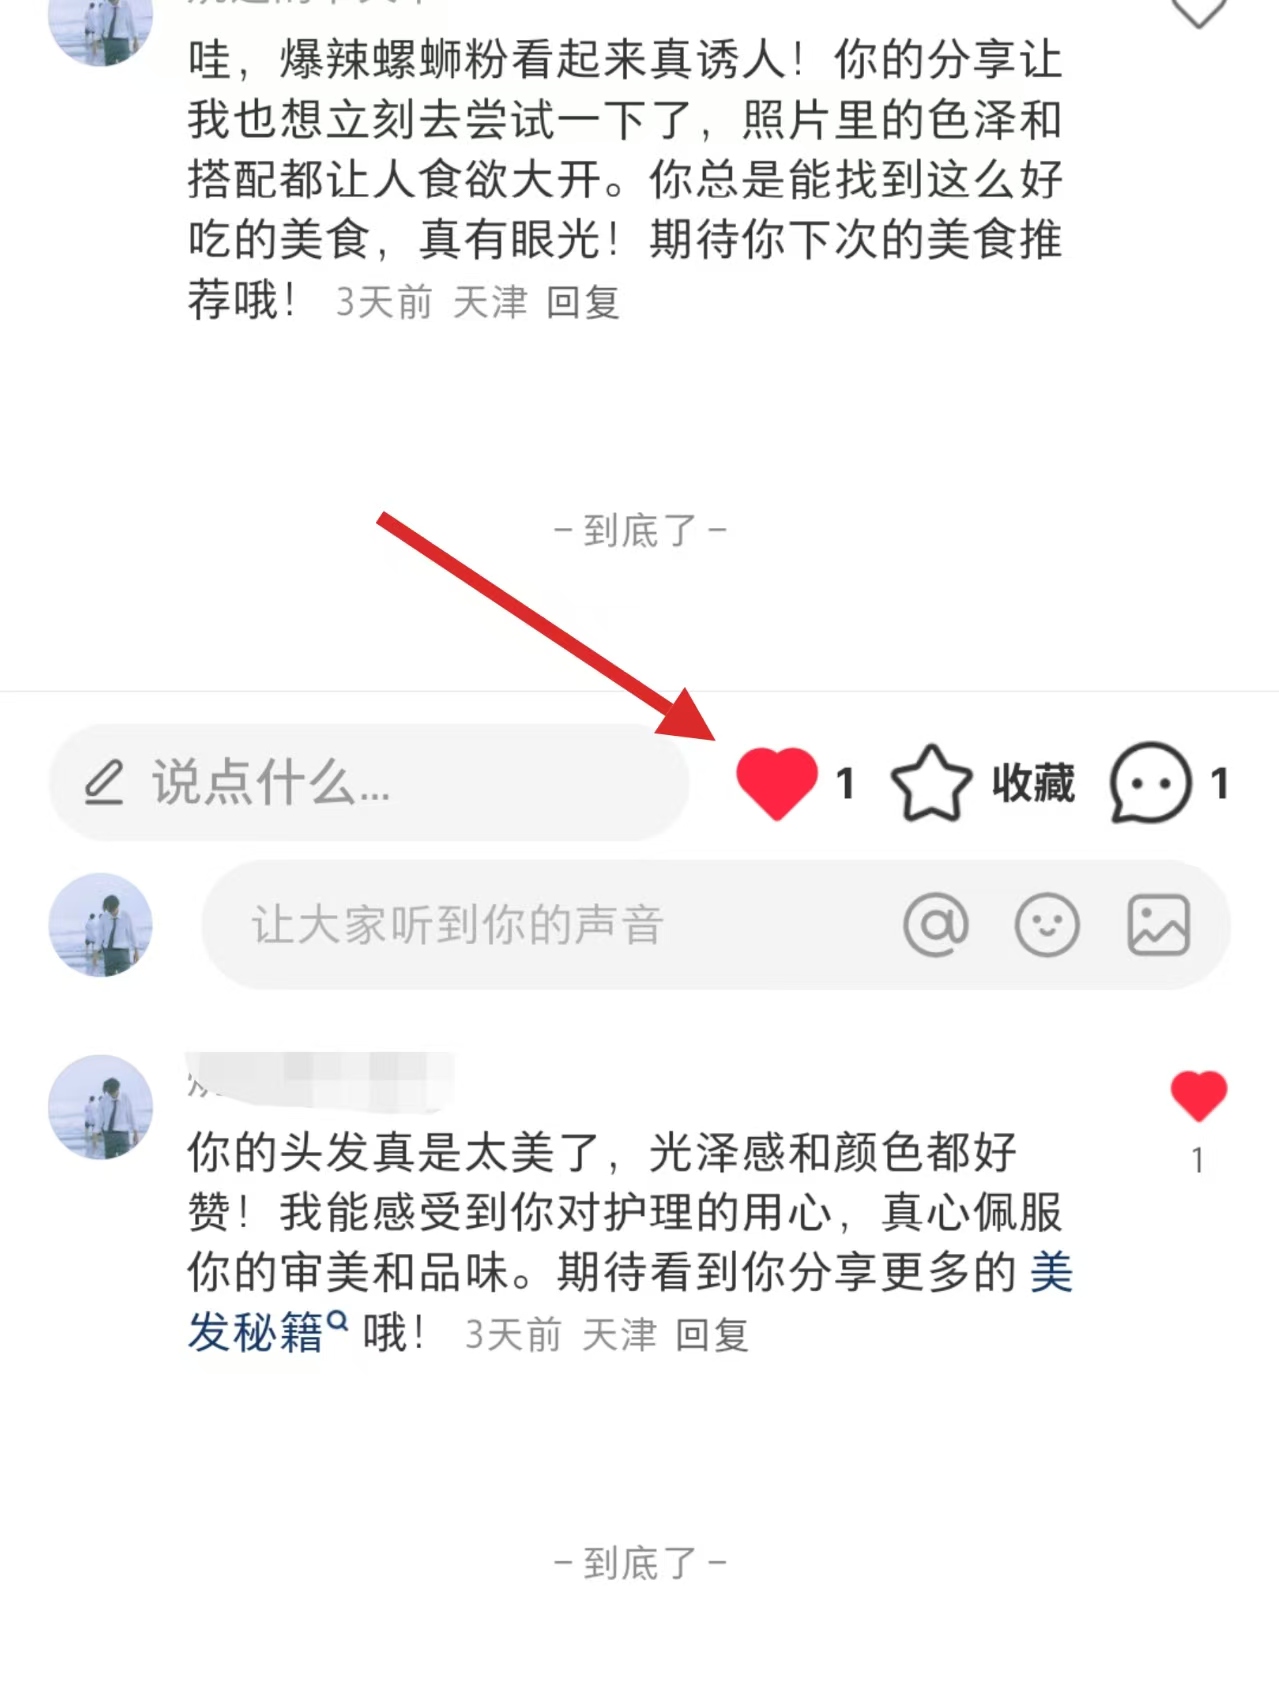 哇，爆辣螺蛳粉看起来真诱人！你的分享让
我也想立刻去尝试一下了，照片里的色泽和
搭配都让人食欲大开。你总是能找到这么好
吃的美食，真有眼光！期待你下次的美食推
荐哦！ 3天前 天津 回复
- 到底了 -
说点什么... 1 收藏 1
让大家听到你的声音
你的头发真是太美了，光泽感和颜色都好
1
赞！我能感受到你对护理的用心，真心佩服
你的审美和品味。期待看到你分享更多的 美
发秘籍 哦！ 3天前 天津 回复
- 到底了 -